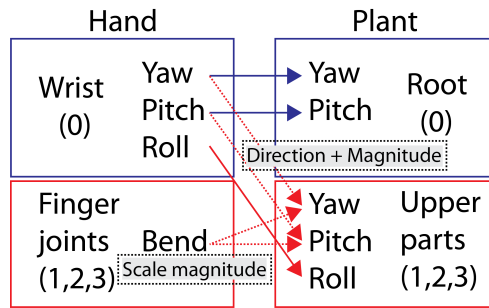 Hand
Plant
Wrist
(0)
Yaw
Pitch
Roll
Yaw
Pitch
Root
(0)
Direction + Magnitude
Finger
joints
(1,2,3)
Bend
Scale magnitude
Yaw
Pitch
Roll
Upper
parts
(1,2,3)